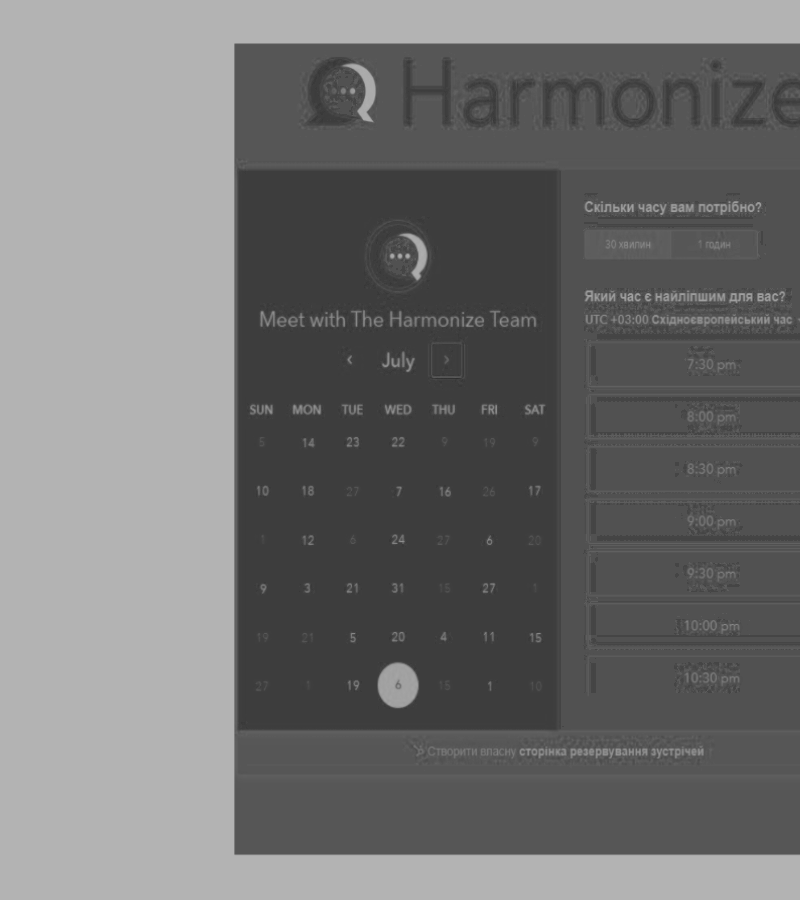 Harmonize
Meet with The Harmonize Team
July
SUN MON TUE WED THU FRI SAT
5 14 23 22 9 19 9
10 18 27 7 16 26 17
1 12 6 24 27 6 20
9 3 21 31 15 27 1
19 21 5 20 4 11 15
27 1 19 6 15 1 10
Скільки часу вам потрібно?
30 хвилин 1 годин
Який час є найліпшим для вас?
UTC +03:00 Східноєвропейський час
7:30 pm
8:00 pm
8:30 pm
9:00 pm
9:30 pm
10:00 pm
10:30 pm
Створити власну сторінка резервування зустрічей